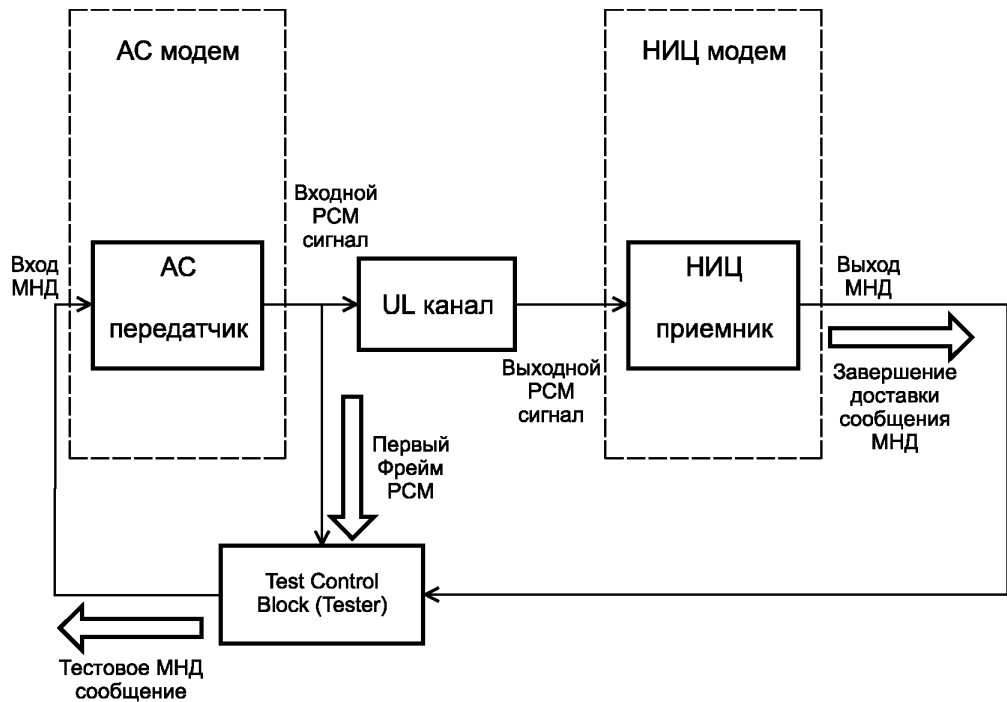 АС модем
НИЦ модем
Входной
PCM
сигнал
Вход
МНД
АС
передатчик
UL канал
НИЦ
приемник
Выход
МНД
Выходной
PCM
сигнал
Завершение
доставки
сообщения
МНД
Первый
Фрейм
PCM
Test Control
Block (Tester)
Тестовое МНД
сообщение